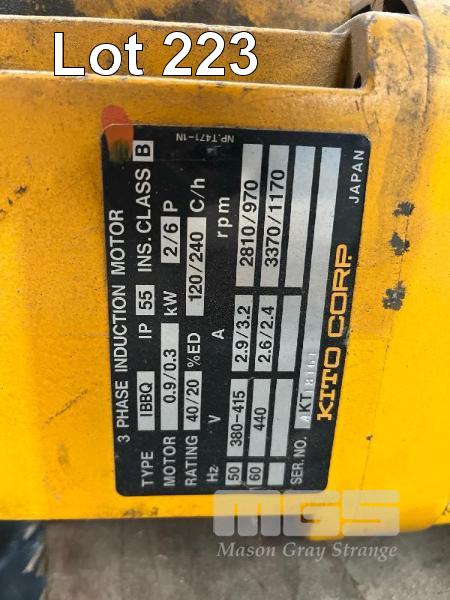 Lot 223
NP.T471-1N
3 PHASE INDUCTION MOTOR
TYPE IBBQ IP 55 INS. CLASS B
MOTOR 0.9/0.3 kW 2/6 P
RATING 40/20 %ED 120/240 C/h
Hz V A rpm
50 380-415 2.9/3.2 2810/970
60 440 2.6/2.4 3370/1170
SER. NO.
KITO CORP. JAPAN
MGS
Mason Gray Strange